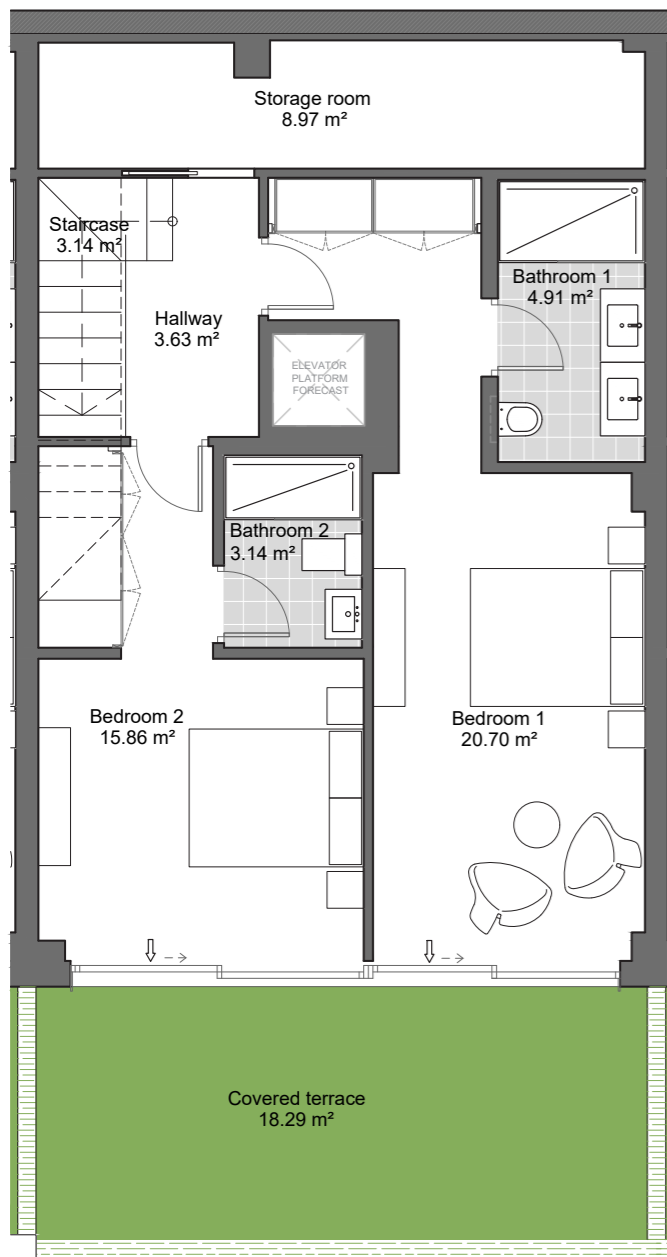 Storage room
8.97 m²
Staircase
3.14 m²
Bathroom 1
4.91 m²
Hallway
3.63 m²
ELEVATOR
PLATFORM
FORECAST
Bathroom 2
3.14 m²
Bedroom 2
15.86 m²
Bedroom 1
20.70 m²
Covered terrace
18.29 m²